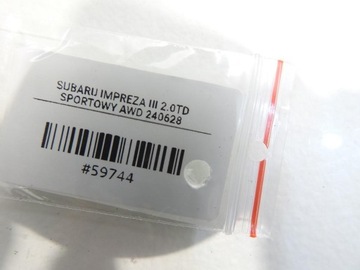 SUBARU IMPREZA III 2.0TD
SPORTOWY AWD 240628
#59744